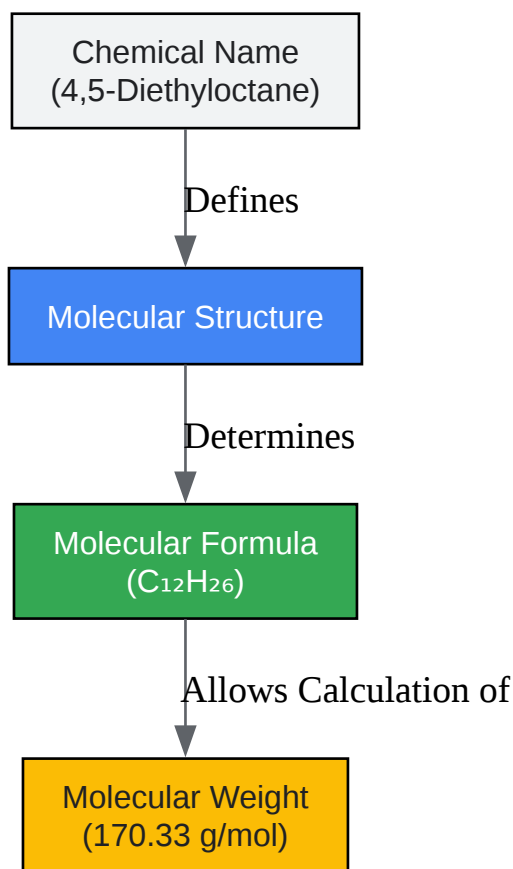 Chemical Name
(4,5-Diethyloctane)
Defines
Molecular Structure
Determines
Molecular Formula
(C₁₂H₂₆)
Allows Calculation of
Molecular Weight
(170.33 g/mol)